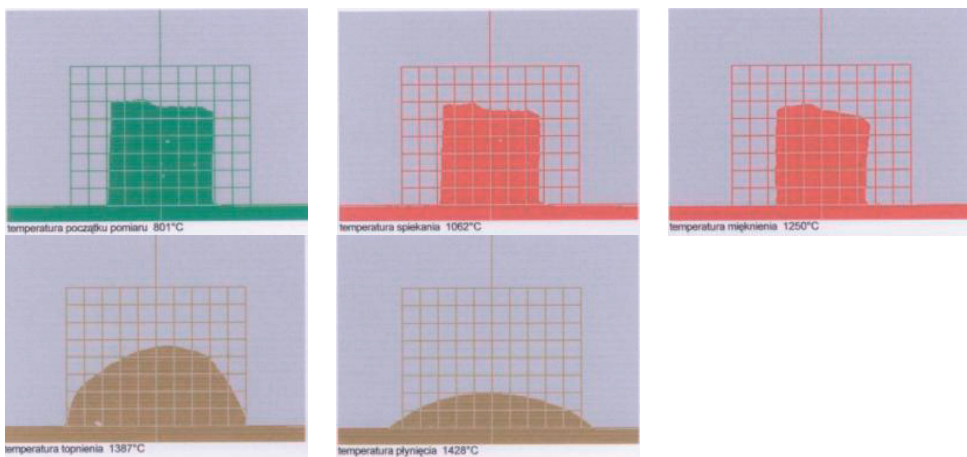 temperatura początku pomiaru 801°C
temperatura spiekania 1062°C
temperatura mięknienia 1250°C
temperatura topnienia 1387°C
temperatura płynięcia 1428°C